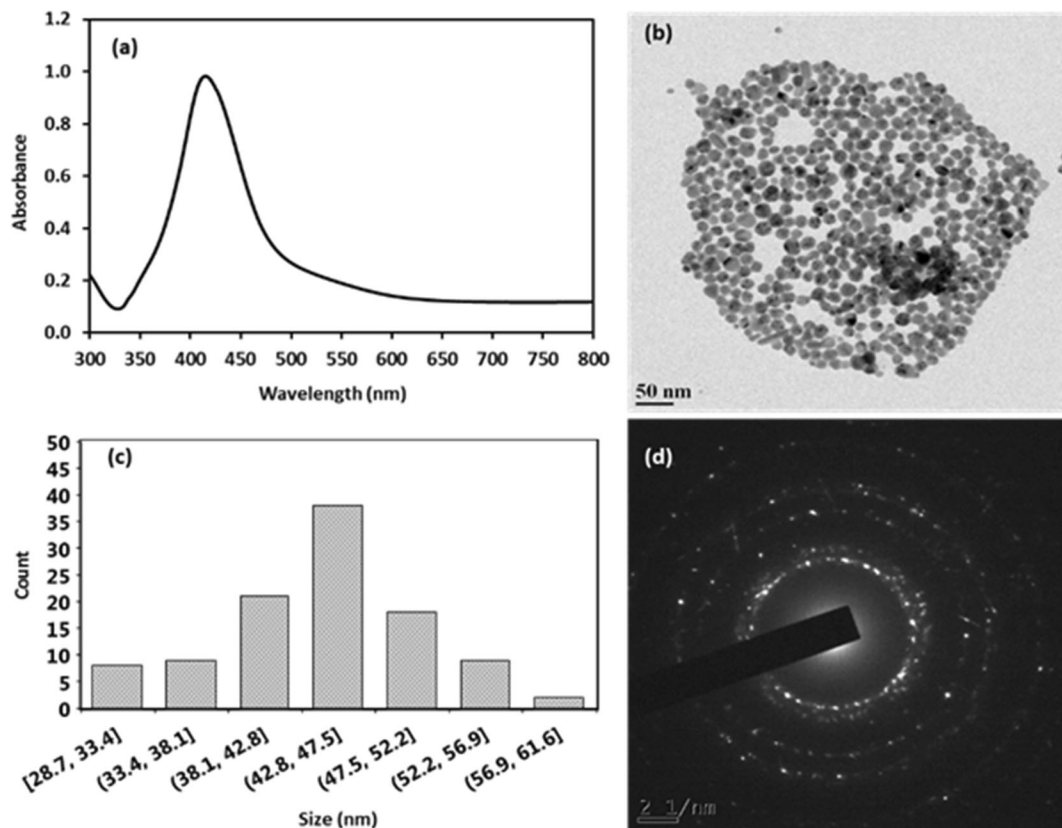 (a)
1.2
1.0
0.8
0.6
0.4
0.2
0.0
Absorbance
300 350 400 450 500 550 600 650 700 750 800
Wavelength (nm)
(b)
50 nm
(c)
50
45
40
35
30
25
20
15
10
5
0
Count
[28.7, 33.4] (33.4, 38.1] (38.1, 42.8] (42.8, 47.5] (47.5, 52.2] (52.2, 56.9] (56.9, 61.6]
Size (nm)
(d)
2 1/nm